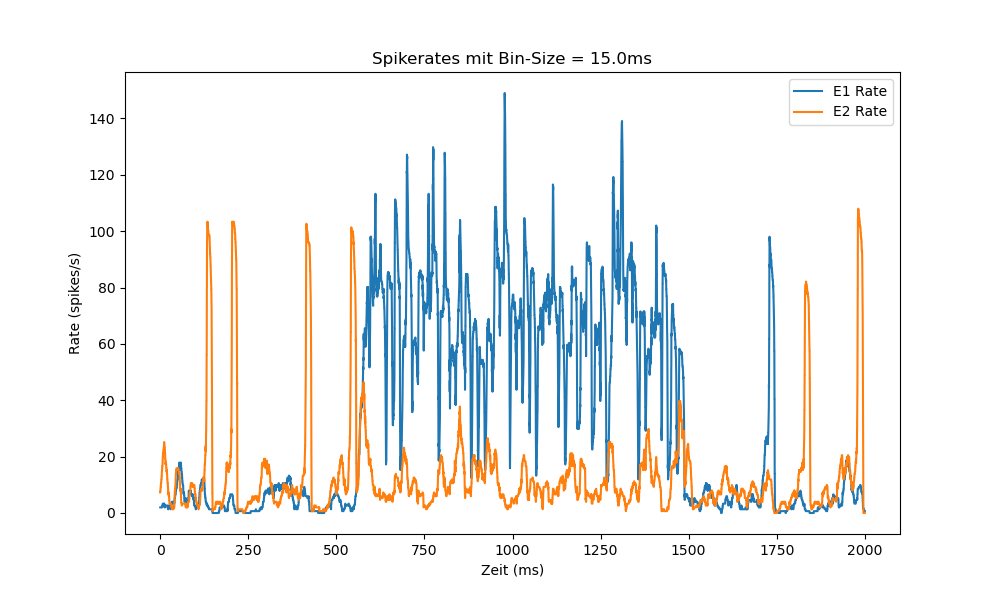 Spikerates mit Bin-Size = 15.0ms
E1 Rate
E2 Rate
140
120
100
80
60
40
20
0
Rate (spikes/s)
0 250 500 750 1000 1250 1500 1750 2000
Zeit (ms)